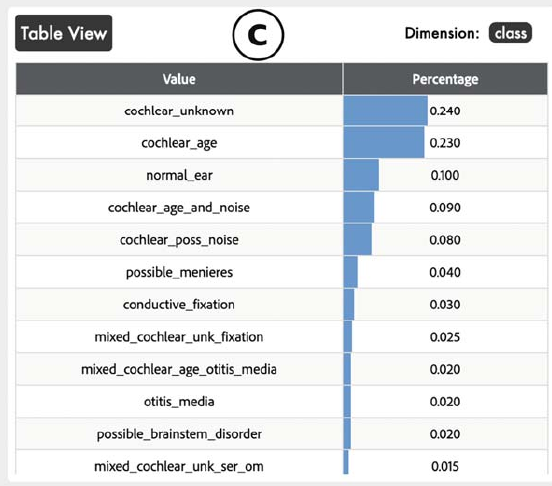 Table View C Dimension: class
Value Percentage
cochlear_unknown 0.240
cochlear_age 0.230
normal_ear 0.100
cochlear_age_and_noise 0.090
cochlear_poss_noise 0.080
possible_menieres 0.040
conductive_fixation 0.030
mixed_cochlear_unk_fixation 0.025
mixed_cochlear_age_otitis_media 0.020
otitis_media 0.020
possible_brainstem_disorder 0.020
mixed_cochlear_unk_ser_om 0.015